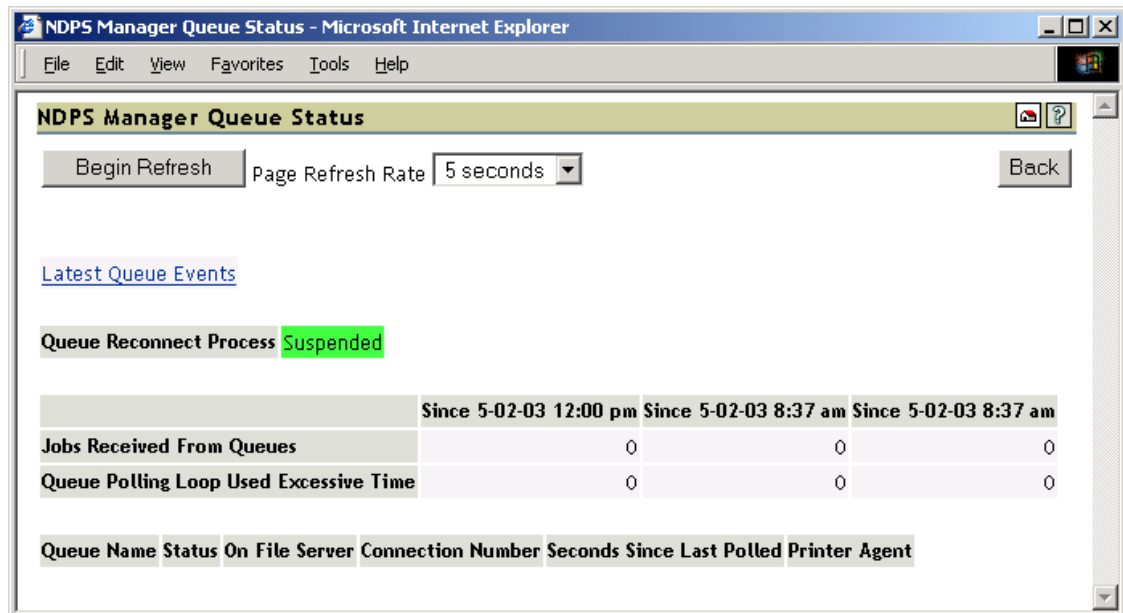 NDPS Manager Queue Status - Microsoft Internet Explorer
File Edit View Favorites Tools Help
NDPS Manager Queue Status
Begin Refresh Page Refresh Rate 5 seconds Back
Latest Queue Events
Queue Reconnect Process Suspended
Since 5-02-03 12:00 pm Since 5-02-03 8:37 am Since 5-02-03 8:37 am
Jobs Received From Queues 0 0 0
Queue Polling Loop Used Excessive Time 0 0 0
Queue Name Status On File Server Connection Number Seconds Since Last Polled Printer Agent